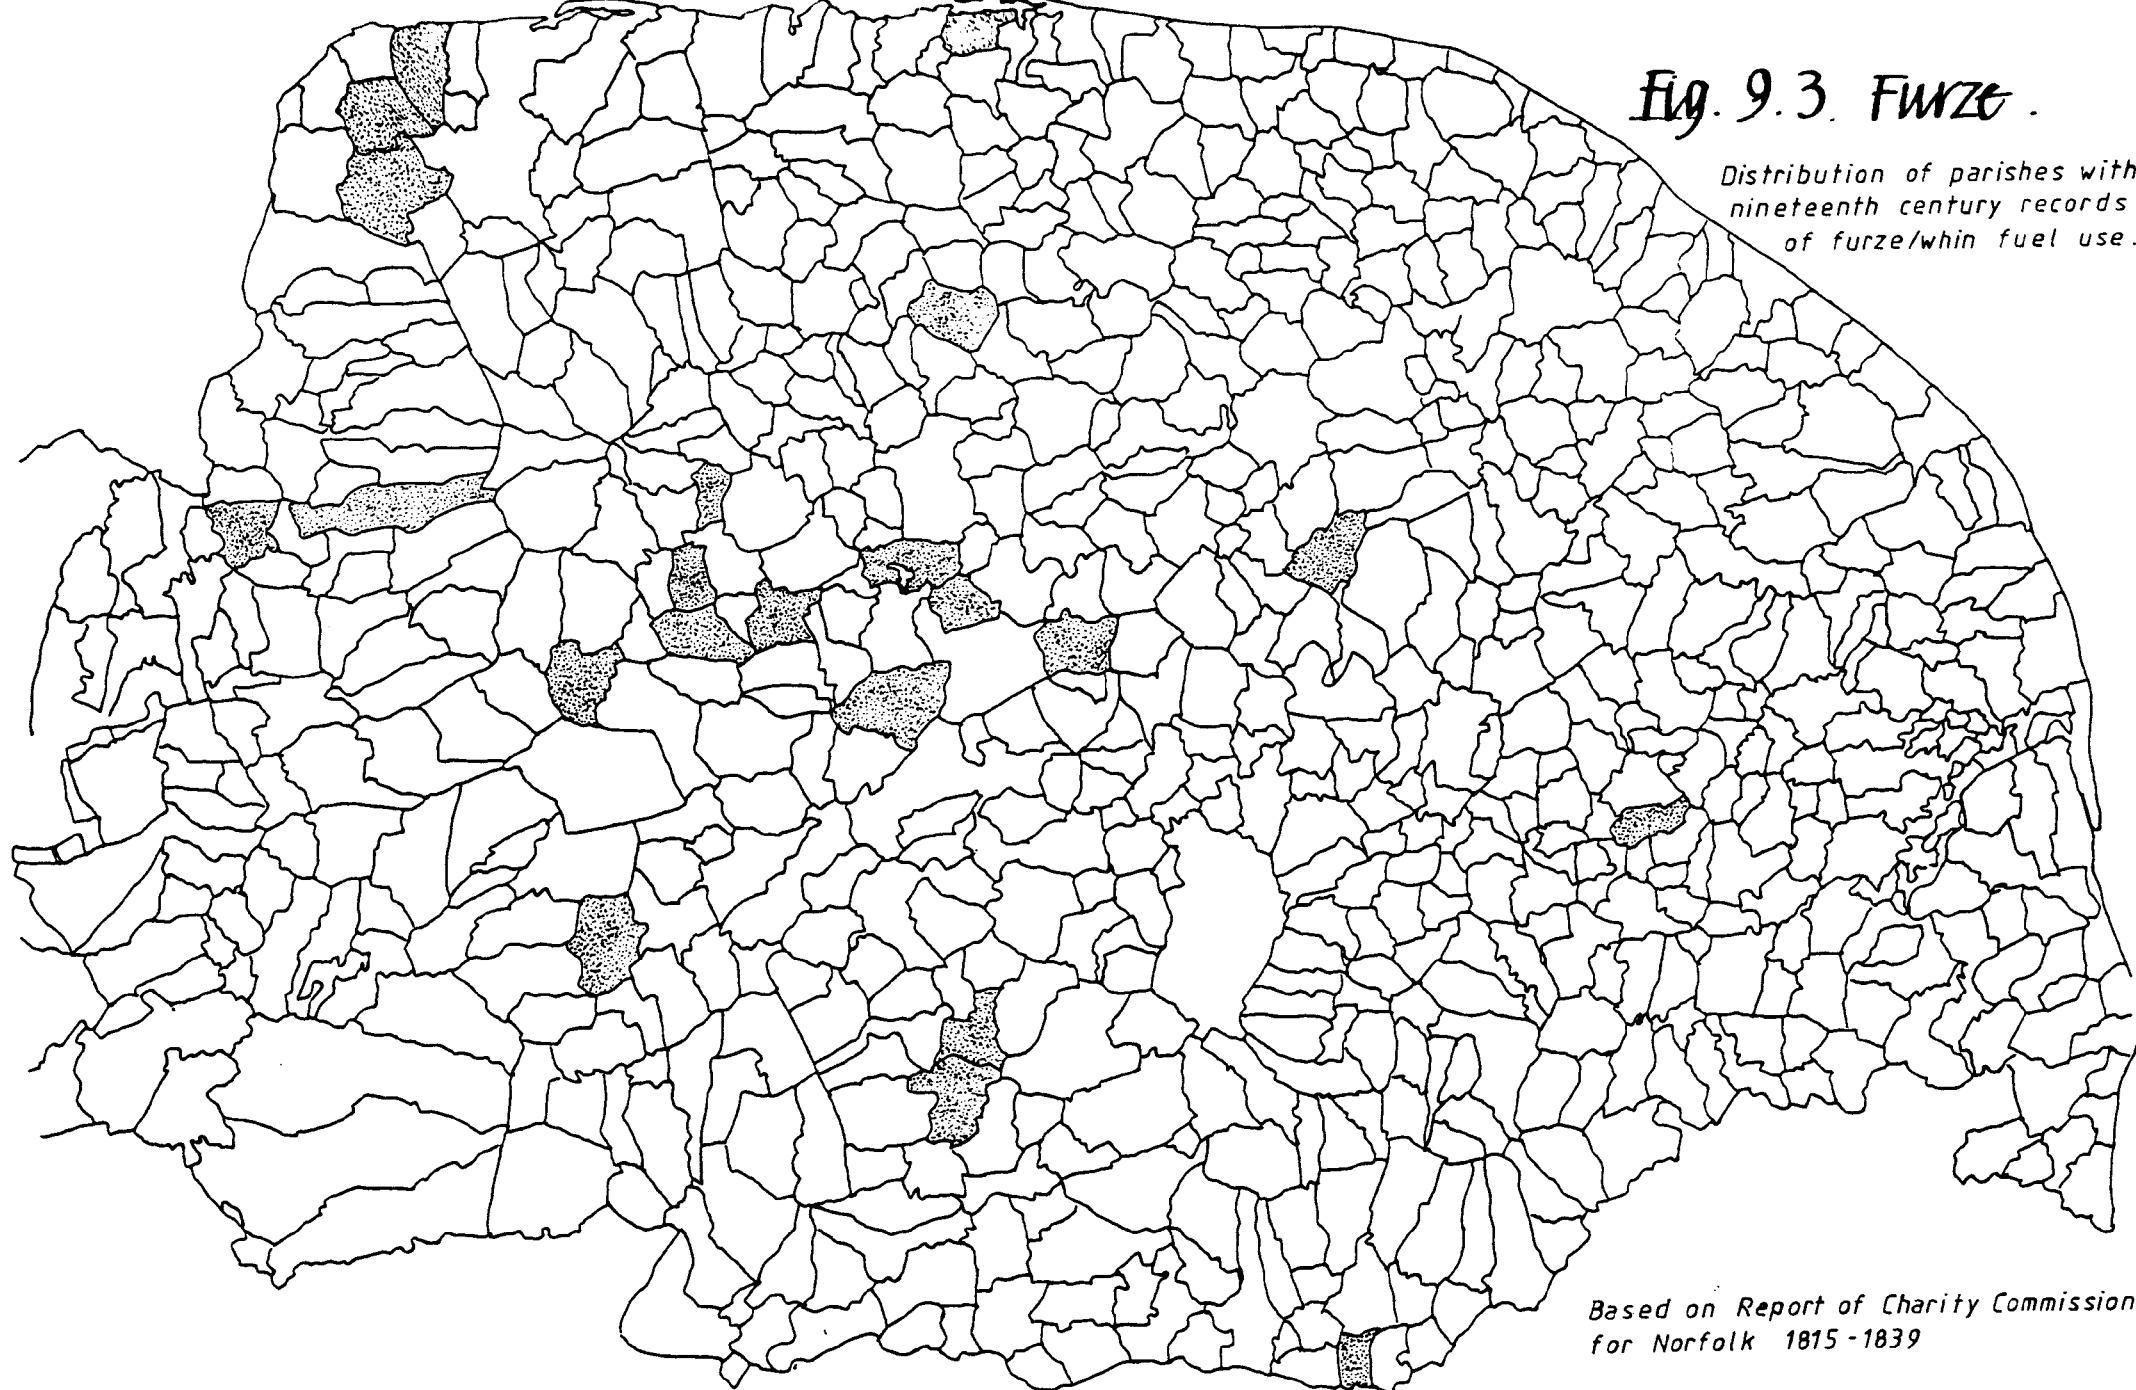 Fig. 9.3. Furze.
Distribution of parishes with
nineteenth century records
of furze/whin fuel use.
Based on Report of Charity Commission
for Norfolk 1815-1839